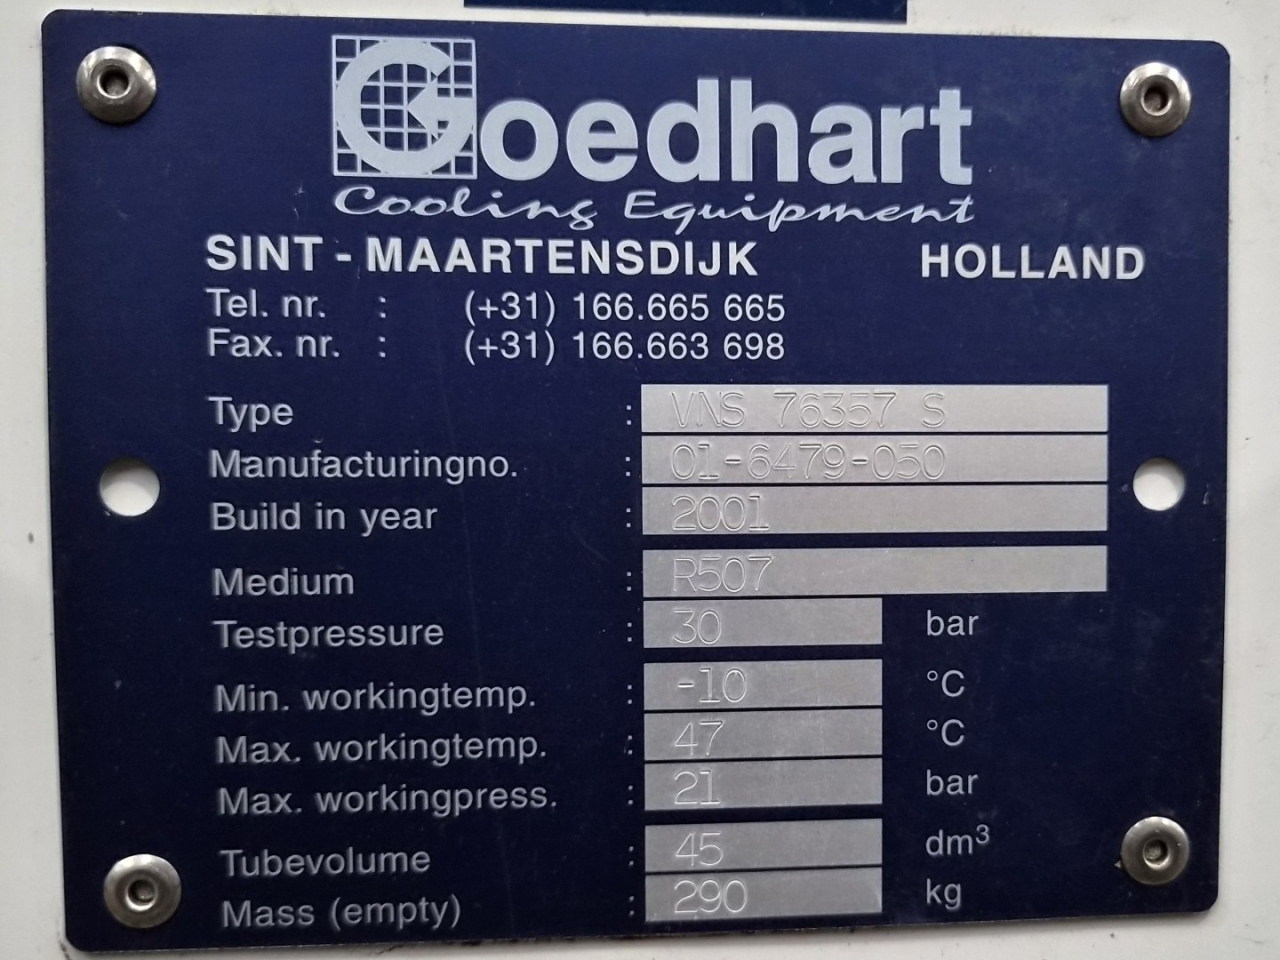 Goedhart
Cooling Equipment
SINT - MAARTENSDIJK HOLLAND
Tel. nr. : (+31) 166.665 665
Fax. nr. : (+31) 166.663 698
Type : VNS 76357 S
Manufacturingno. : 01-6479-050
Build in year : 2001
Medium : R507
Testpressure : 30 bar
Min. workingtemp. : -10 °C
Max. workingtemp. : 47 °C
Max. workingpress. : 21 bar
Tubevolume : 45 dm³
Mass (empty) : 290 kg